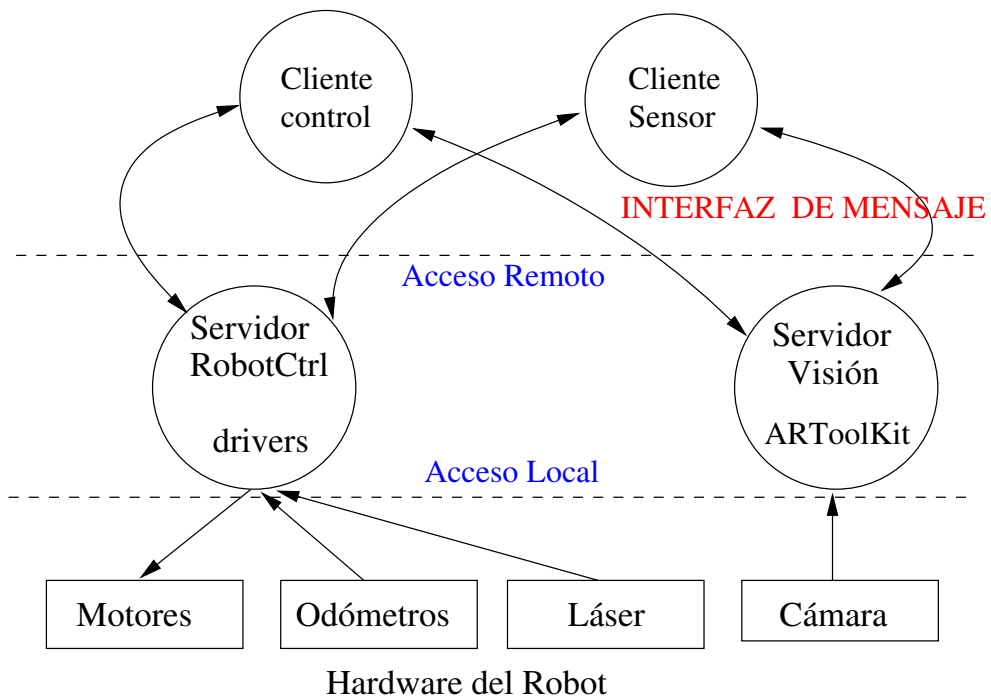 Cliente
control
Cliente
Sensor
INTERFAZ DE MENSAJE
Acceso Remoto
Servidor
RobotCtrl
drivers
Servidor
Visión
ARToolKit
Acceso Local
Motores
Odómetros
Láser
Cámara
Hardware del Robot